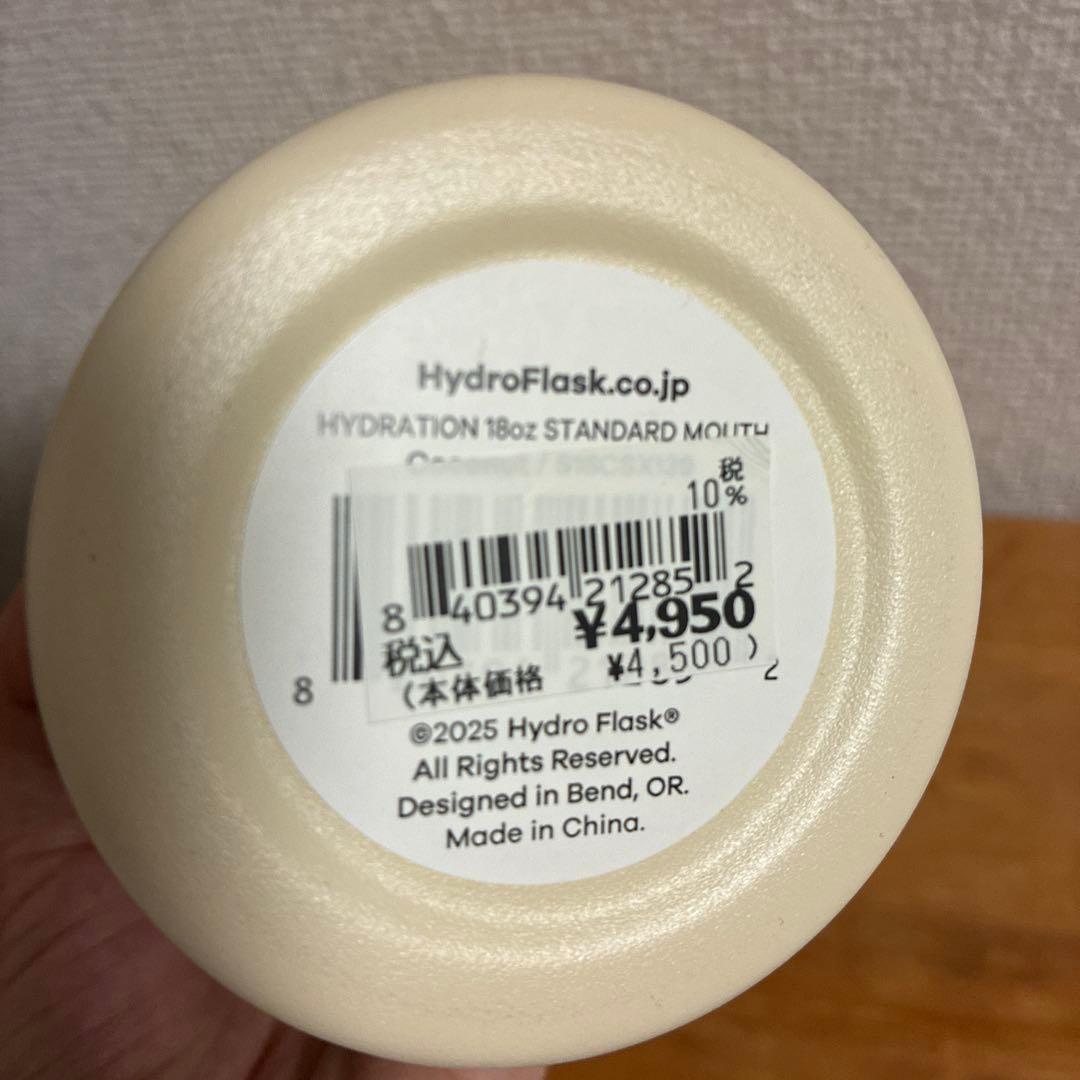 HydroFlask.co.jp
HYDRATION 18oz STANDARD MOUTH
Coconut /
税
10%
8 40394 21285 2
¥4,950
税込
(本体価格 ¥4,500)
8 2
©2025 Hydro Flask®
All Rights Reserved.
Designed in Bend, OR.
Made in China.